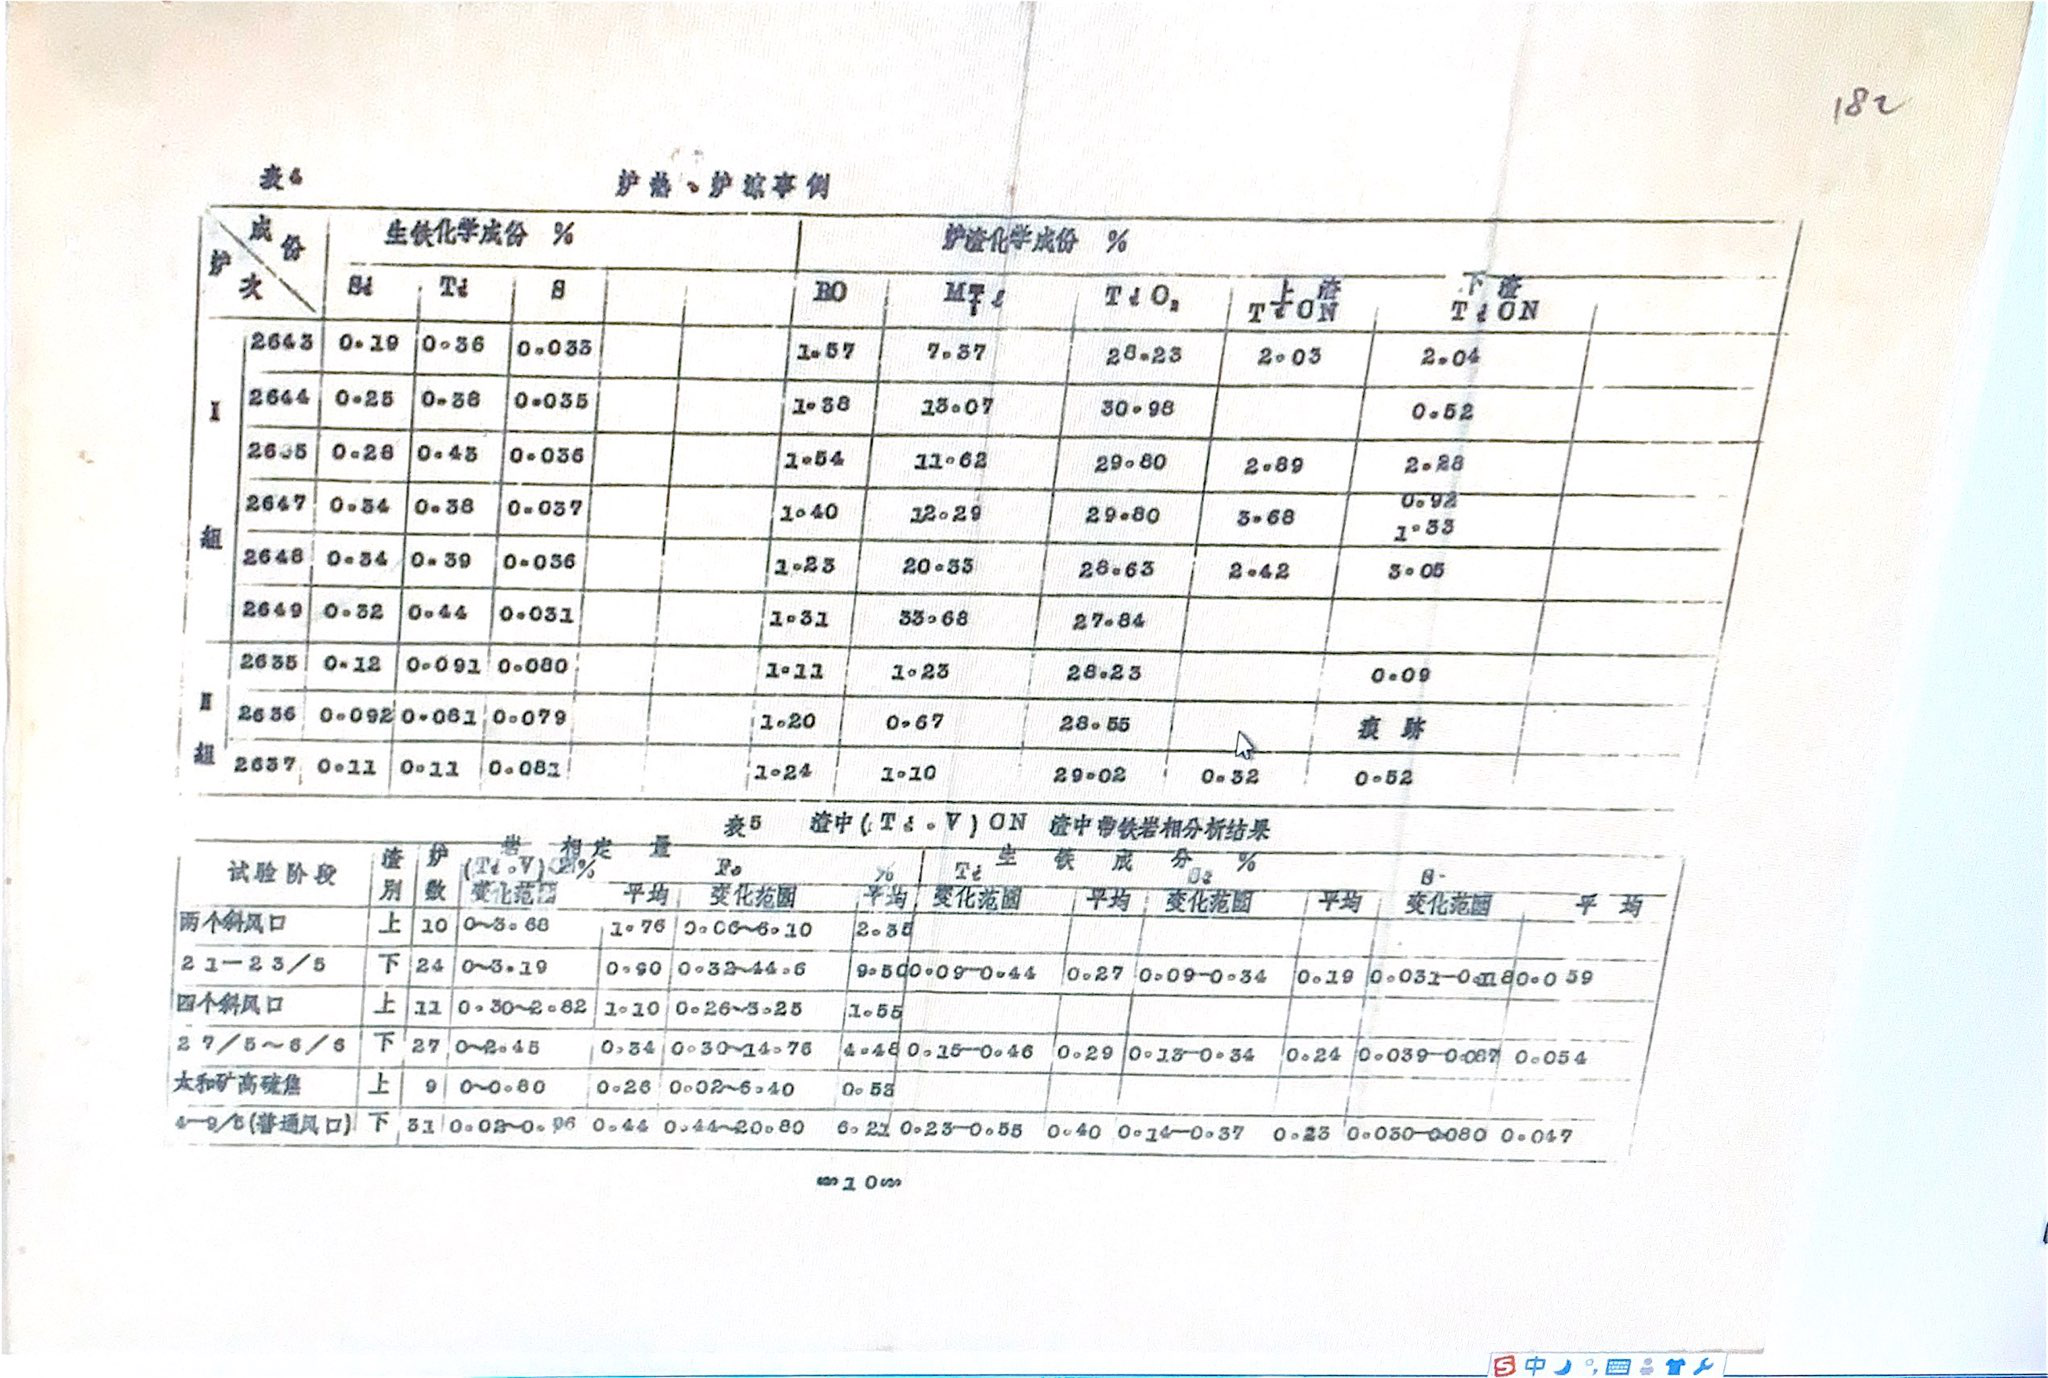 182
表4 炉热、炉凉事例
成份 炉次 生铁化学成份 % 炉渣化学成份 %
Si Ti S RO TiO₂ 上渣 TiON 下渣 TiON
I组
2643 0.19 0.36 0.033 1.57 7.37 28.23 2.03 2.04
2644 0.25 0.38 0.035 1.38 13.07 30.98 0.52
0.28 0.43 0.036 1.54 11.62 29.80 2.89 2.28
2647 0.34 0.38 0.037 1.40 12.29 29.80 3.68 0.92 1.33
2648 0.34 0.39 0.036 1.23 20.33 28.63 2.42 3.05
2649 0.32 0.44 0.031 1.31 33.68 27.84
II组
2635 0.12 0.091 0.080 1.11 1.23 28.23 0.09
2636 0.092 0.081 0.079 1.20 0.67 28.55 痕跡
2637 0.11 0.11 0.081 1.24 1.10 29.02 0.32 0.52
表5 渣中(Ti.V)ON 渣中带铁岩相分析结果
试验阶段 渣别 炉数 岩相定量 生铁成分 %
(Ti.V)ON% Fe % Ti Si S
变化范围 平均 变化范围 平均 变化范围 平均 变化范围 平均 变化范围 平均
两个斜风口 上 10 0~3.68 1.76 0.06~6.10 2.35
21—23/5 下 24 0~3.19 0.90 0.32~44.6 9.50 0.09—0.44 0.27 0.09—0.34 0.19 0.031—0.118 0.059
四个斜风口 上 11 0.30~2.82 1.10 0.26~3.25 1.55
27/5~6/6 下 27 0~2.45 0.34 0.30~14.76 4.48 0.15—0.46 0.29 0.13—0.34 0.24 0.039—0.087 0.054
太和矿高硫焦 上 9 0~0.80 0.26 0.02~6.40 0.53
(普通风口) 下 31 0.02~0.96 0.44 0.44~20.80 6.21 0.23—0.55 0.40 0.14—0.37 0.23 0.030—0.080 0.047
10
中